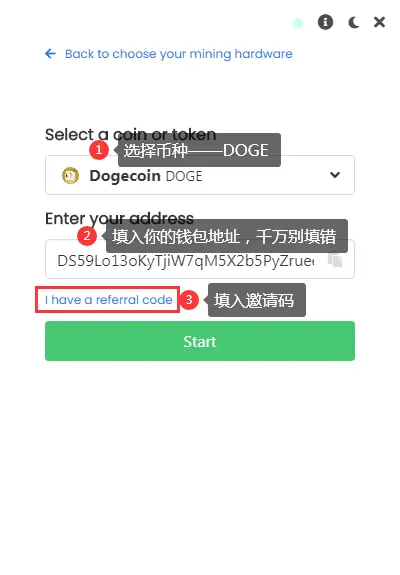 Back to choose your mining hardware
Select a coin or token
1 选择币种——DOGE
Dogecoin DOGE
Enter your address
2 填入你的钱包地址，千万别填错
DS59Lo13oKyTjiW7qM5X2b5PyZruee
I have a referral code 3 填入邀请码
Start